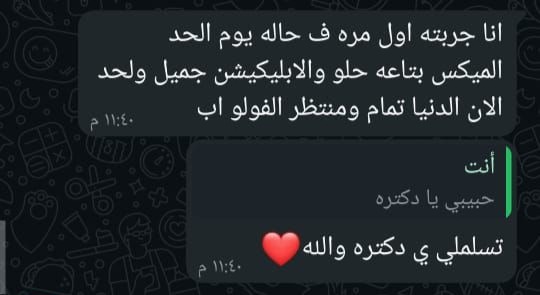 انا جربته اول مره ف حاله يوم الحد
الميكس بتاعه حلو والابليكيشن جميل ولحد
الان الدنيا تمام ومنتظر الفولو اب
١١:٤٠ م
أنت
حبيبي يا دكتره
تسلملي ي دكتره والله❤️
١١:٤٠ م